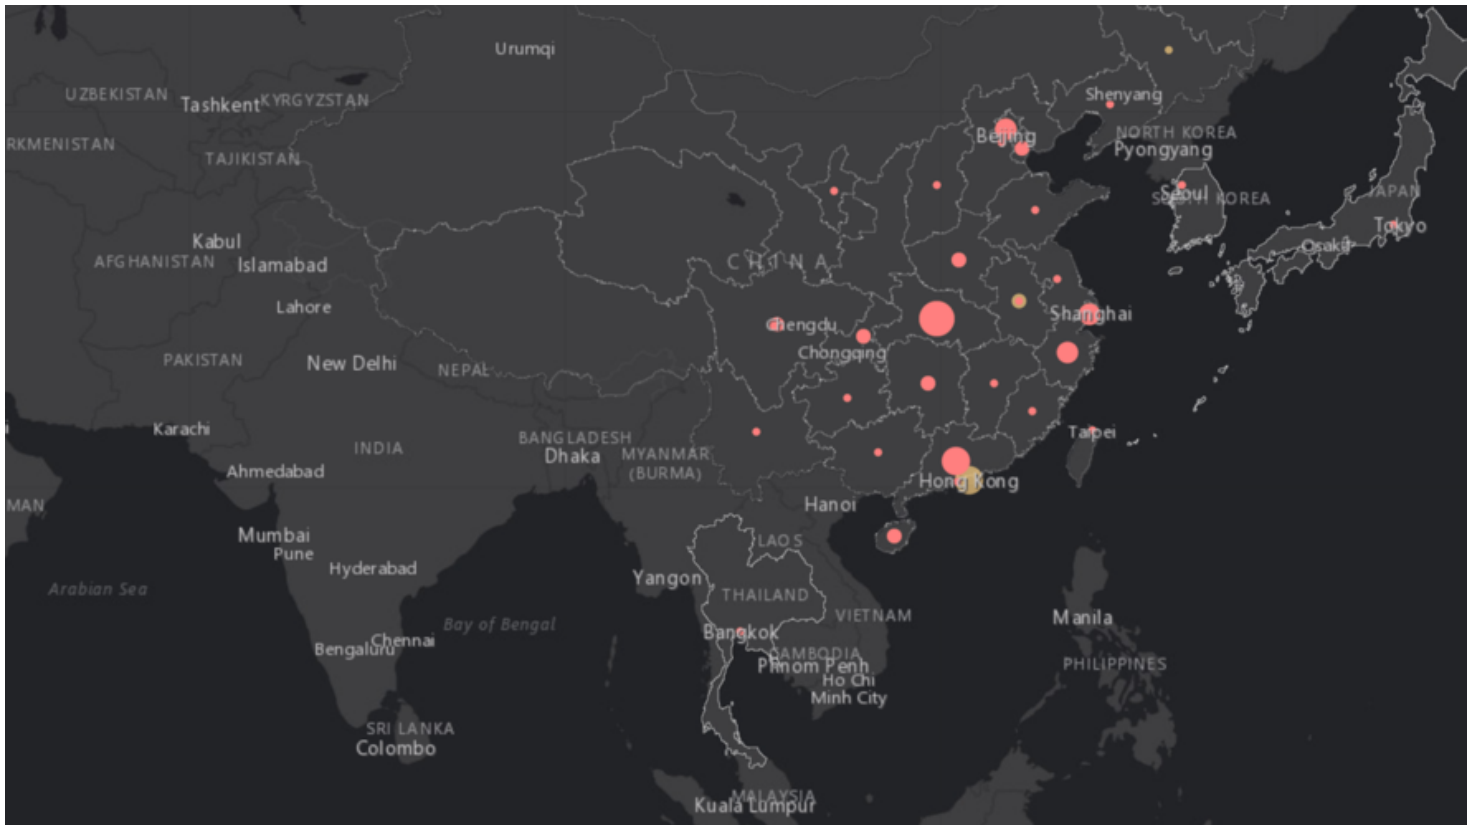 Urumqi
UZBEKISTAN
Tashkent
KYRGYZSTAN
Shenyang
RKMENISTAN
TAJIKISTAN
Beijing
NORTH KOREA
Pyongyang
Seoul
SOUTH KOREA
JAPAN
Tokyo
Osaka
Kabul
AFGHANISTAN
Islamabad
CHINA
Lahore
Shanghai
Chengdu
Chongqing
PAKISTAN
New Delhi
NEPAL
Karachi
INDIA
BANGLADESH
Dhaka
MYANMAR
(BURMA)
Taipei
Ahmedabad
Hong Kong
MAN
Hanoi
Mumbai
Pune
LAOS
Hyderabad
Yangon
THAILAND
Arabian Sea
VIETNAM
Manila
Bay of Bengal
Bangkok
Chennai
Bengaluru
CAMBODIA
Phnom Penh
Ho Chi
Minh City
PHILIPPINES
SRI LANKA
Colombo
MALAYSIA
Kuala Lumpur